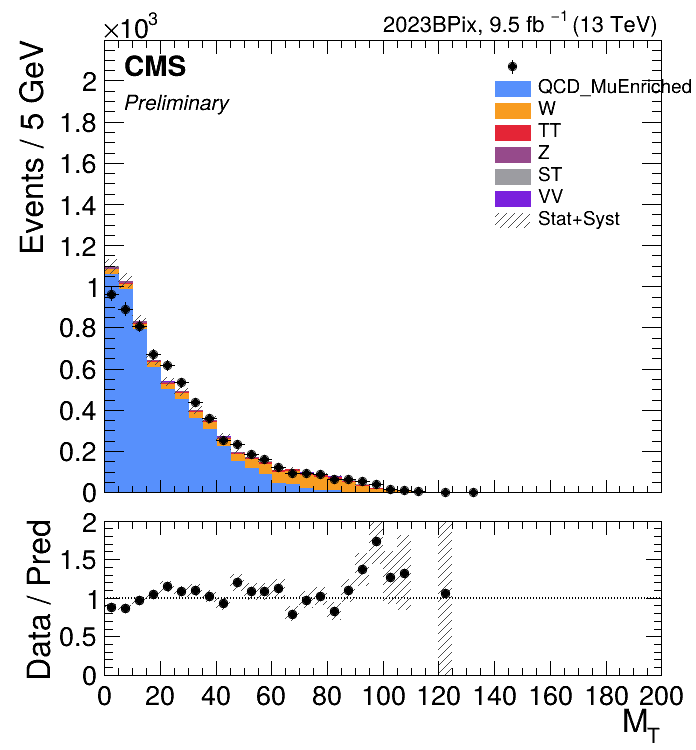 ×10³ 2023BPix, 9.5 fb⁻¹ (13 TeV)
CMS
Preliminary
QCD_MuEnriched
W
TT
Z
ST
VV
Stat+Syst
Events / 5 GeV
2
1.8
1.6
1.4
1.2
1
0.8
0.6
0.4
0.2
0
Data / Pred
2
1.5
1
0.5
0
0 20 40 60 80 100 120 140 160 180 200
M_T